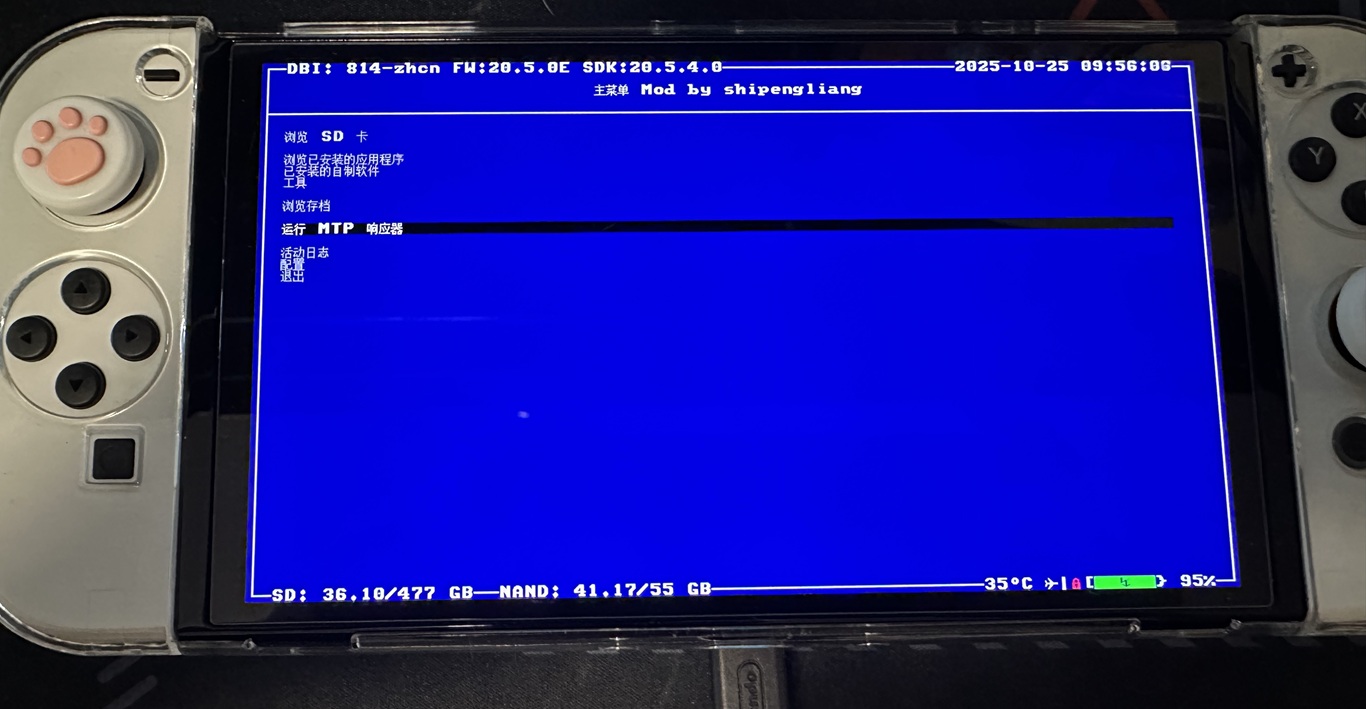 DBI: 814-zhcn FW:20.5.0E SDK:20.5.4.0 2025-10-25 09:56:06
主菜单 Mod by shipengliang
浏览 SD 卡
浏览已安装的应用程序
已安装的自制软件
工具
浏览存档
运行 MTP 响应器
活动日志
配置
退出
SD: 36.10/477 GB NAND: 41.17/55 GB 35°C 95%
X
Y